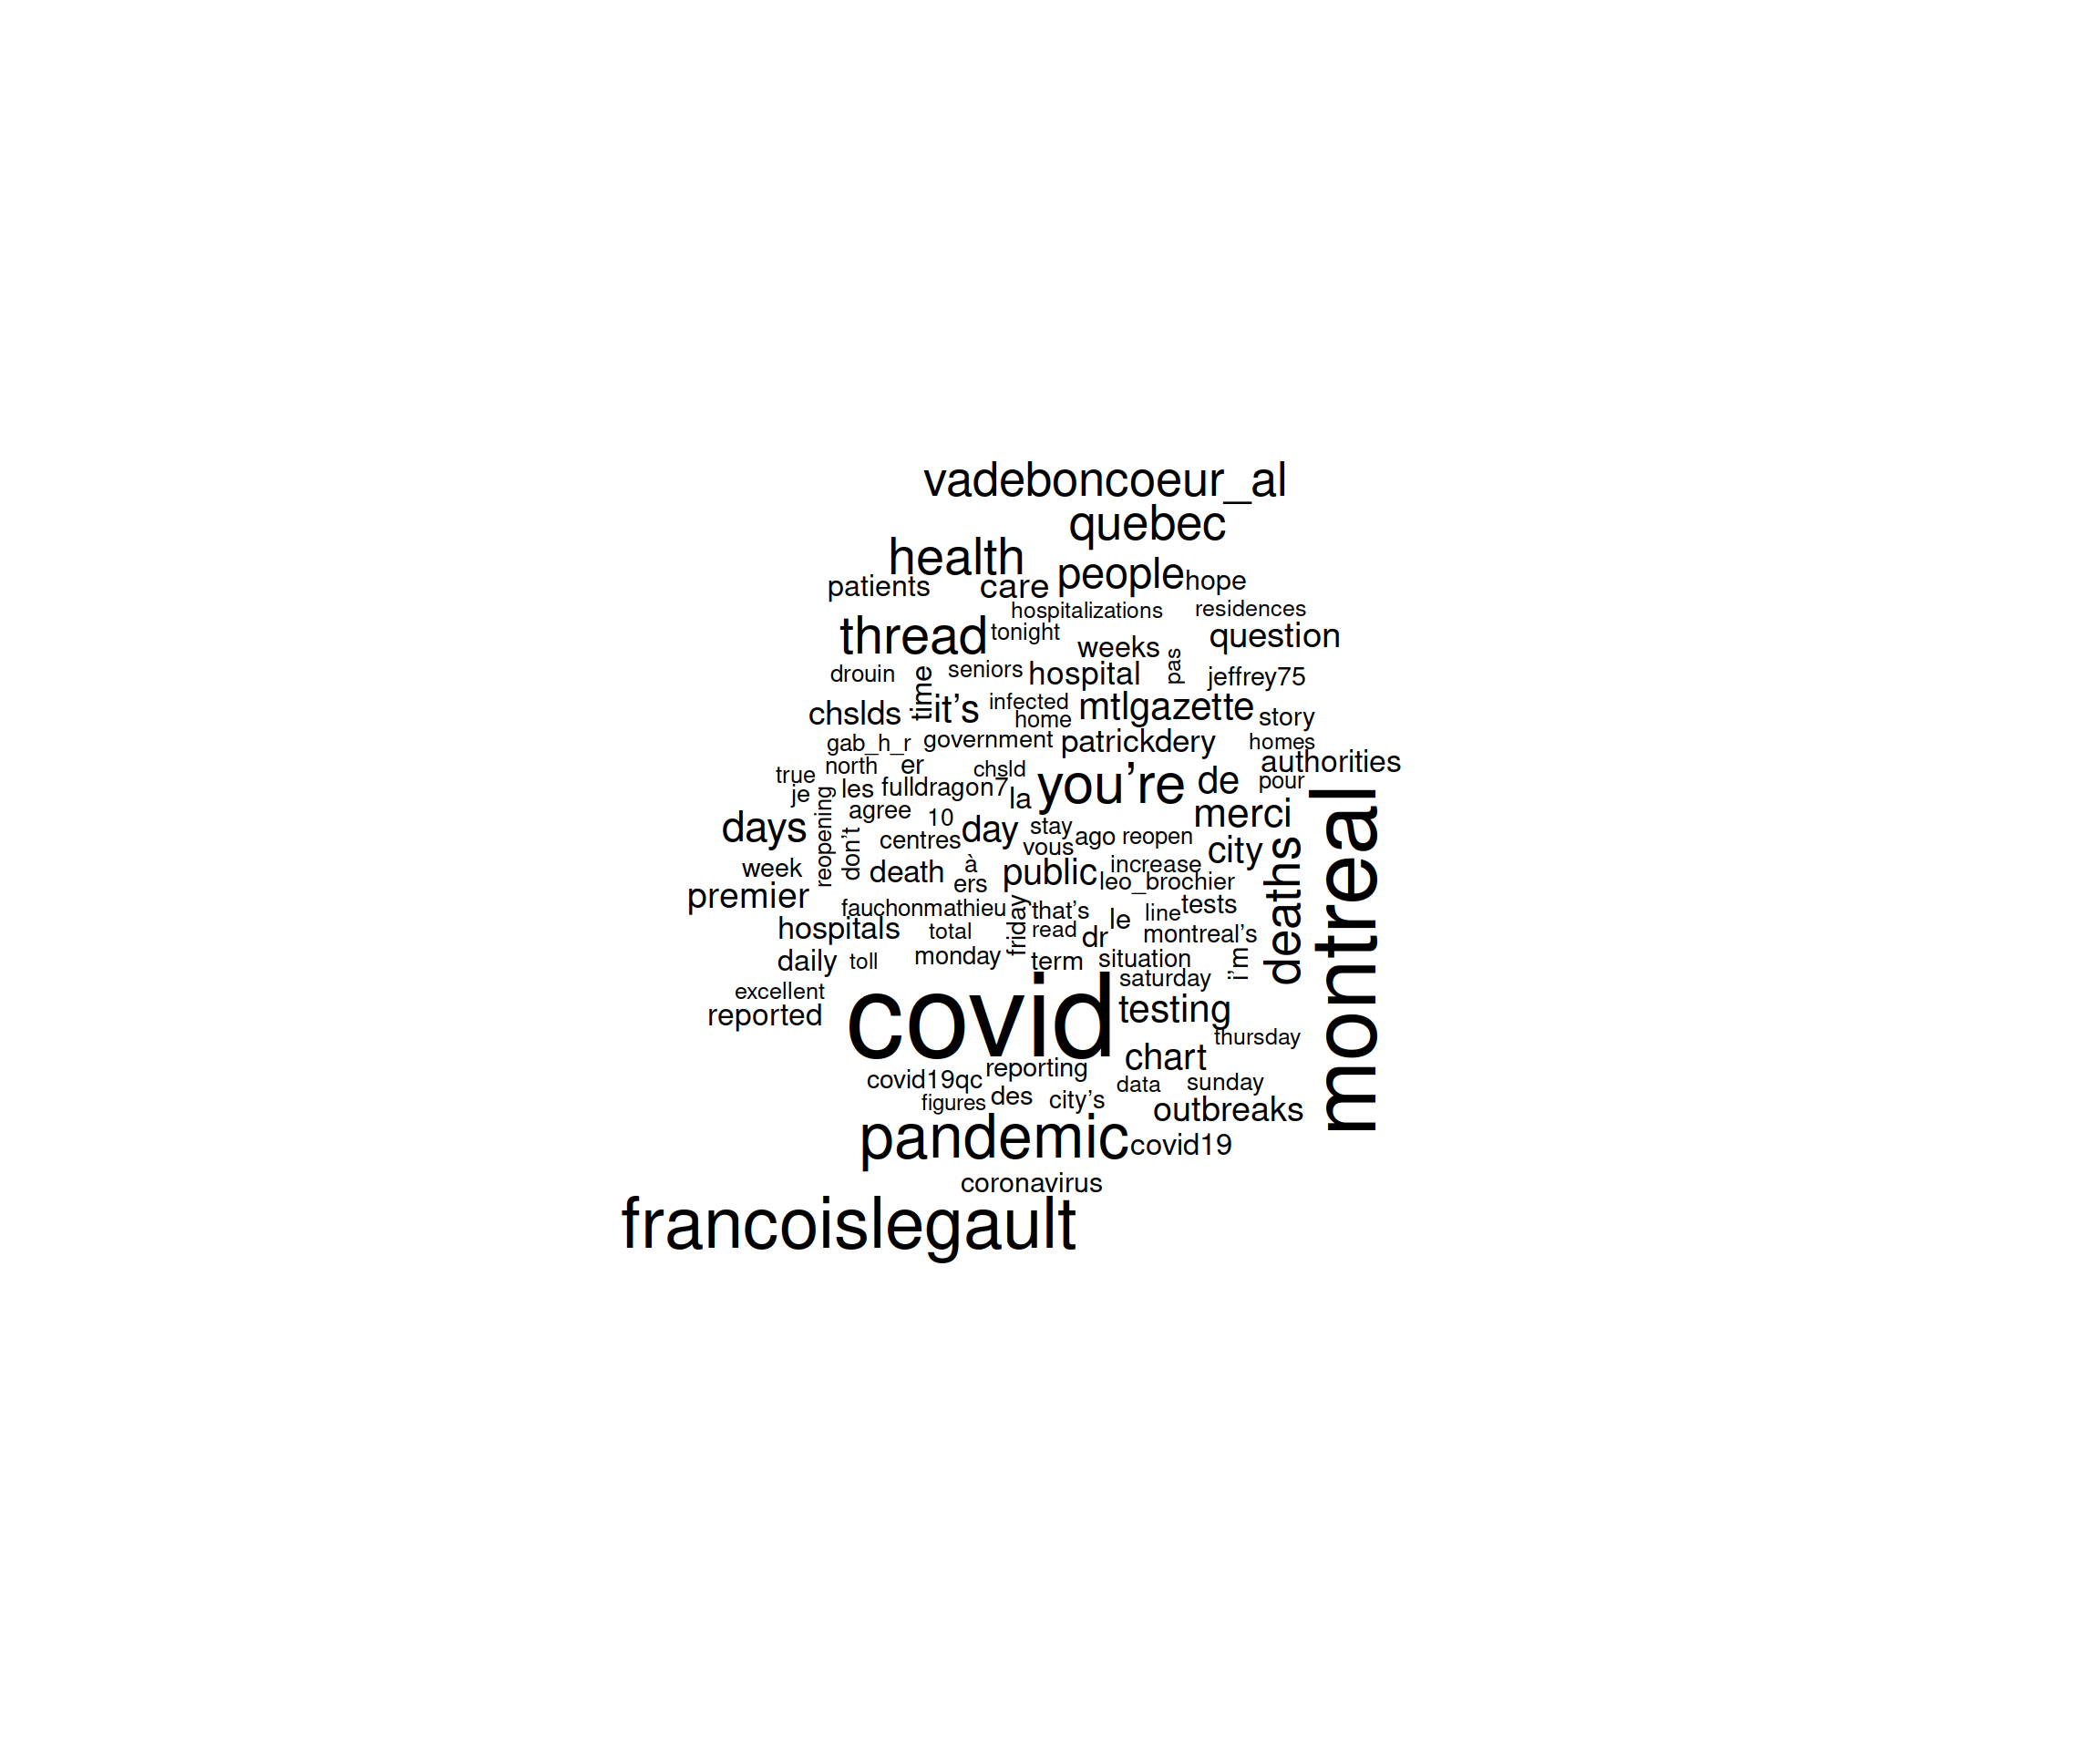 vadeboncoeur_al
quebec
health
people
hope
patients
care
hospitalizations
residences
thread
tonight
question
weeks
pas
drouin
time
seniors
hospital
jeffrey75
chslds
it’s
infected
home
mtlgazette
story
gab_h_r
government
patrickdery
homes
authorities
true
north
er
chsld
you’re
de
pour
je
reopening
les
fulldragon7
la
montreal
agree
10
merci
days
don’t
centres
day
stay
vous
ago
reopen
city
deaths
week
death
à
ers
public
increase
leo_brochier
premier
fauchonmathieu
friday
that’s
le
line
tests
hospitals
total
read
dr
montreal’s
daily
toll
monday
term
situation
i’m
saturday
excellent
reported
covid
testing
thursday
chart
reporting
covid19qc
data
sunday
figures
des
city’s
outbreaks
pandemic
covid19
coronavirus
francoislegault